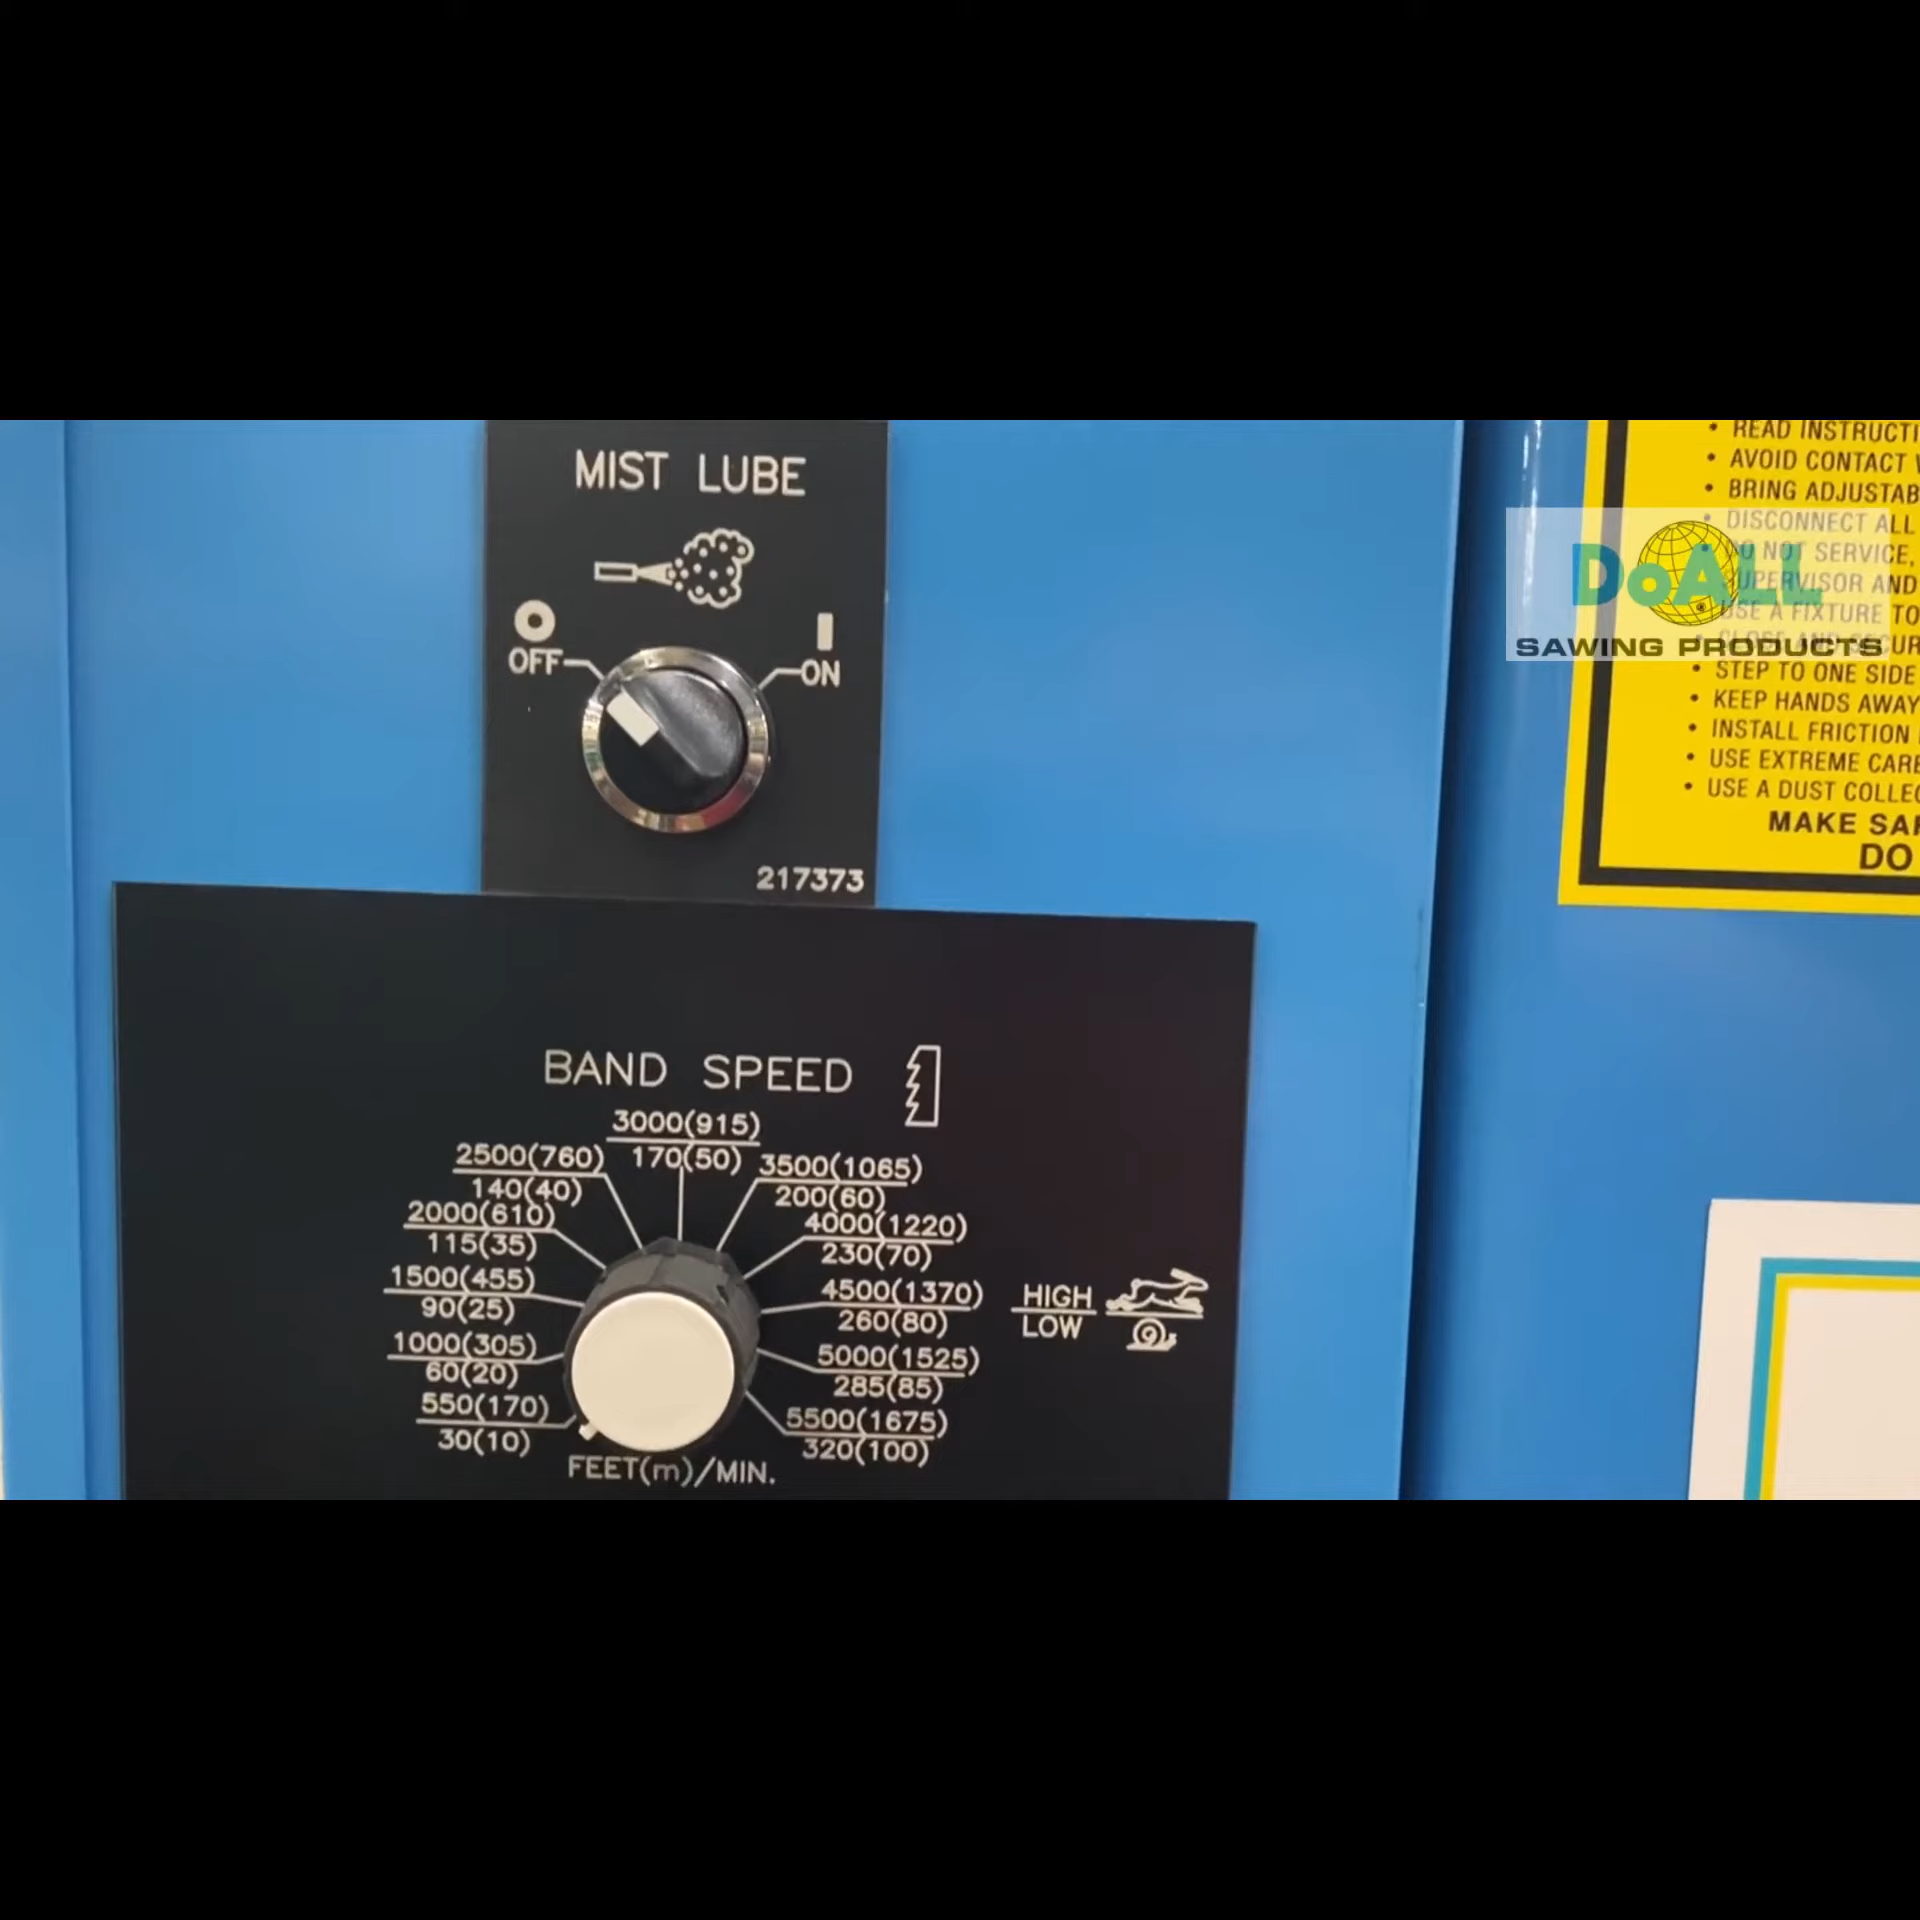 MIST LUBE
OFF
ON
217373
BAND SPEED
3000(915)
170(50)
2500(760)
140(40)
3500(1065)
200(60)
2000(610)
115(35)
4000(1220)
230(70)
1500(455)
90(25)
4500(1370)
260(80)
HIGH
LOW
1000(305)
60(20)
5000(1525)
285(85)
550(170)
30(10)
5500(1675)
320(100)
FEET(m)/MIN.
• READ
• AVOID CONTACT
• BRING
• DISCONNECT ALL
NOT SERVICE,
SUPERVISOR AND
USE A FIXTURE TO
• CLOSE AND
• STEP TO ONE SIDE
• KEEP HANDS AWAY
• INSTALL FRICTION
• USE EXTREME CARE
• USE A DUST
MAKE
DO
DOALL
SAWING PRODUCTS